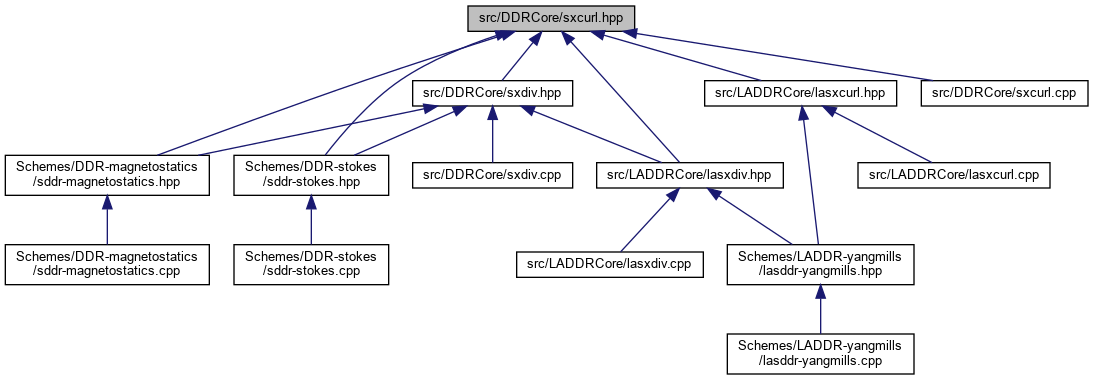 src/DDRCore/sxcurl.hpp
src/DDRCore/sxdiv.hpp
src/LADDRCore/lasxcurl.hpp
src/DDRCore/sxcurl.cpp
Schemes/DDR-magnetostatics
/sddr-magnetostatics.hpp
Schemes/DDR-stokes
/sddr-stokes.hpp
src/DDRCore/sxdiv.cpp
src/LADDRCore/lasxdiv.hpp
src/LADDRCore/lasxcurl.cpp
Schemes/DDR-magnetostatics
/sddr-magnetostatics.cpp
Schemes/DDR-stokes
/sddr-stokes.cpp
src/LADDRCore/lasxdiv.cpp
Schemes/LADDR-yangmills
/lasddr-yangmills.hpp
Schemes/LADDR-yangmills
/lasddr-yangmills.cpp